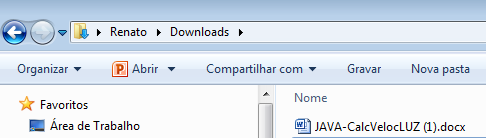 Renato Downloads
Organizar Abrir Compartilhar com Gravar Nova pasta
Favoritos
Nome
Área de Trabalho
JAVA-CalcVelocLUZ (1).docx